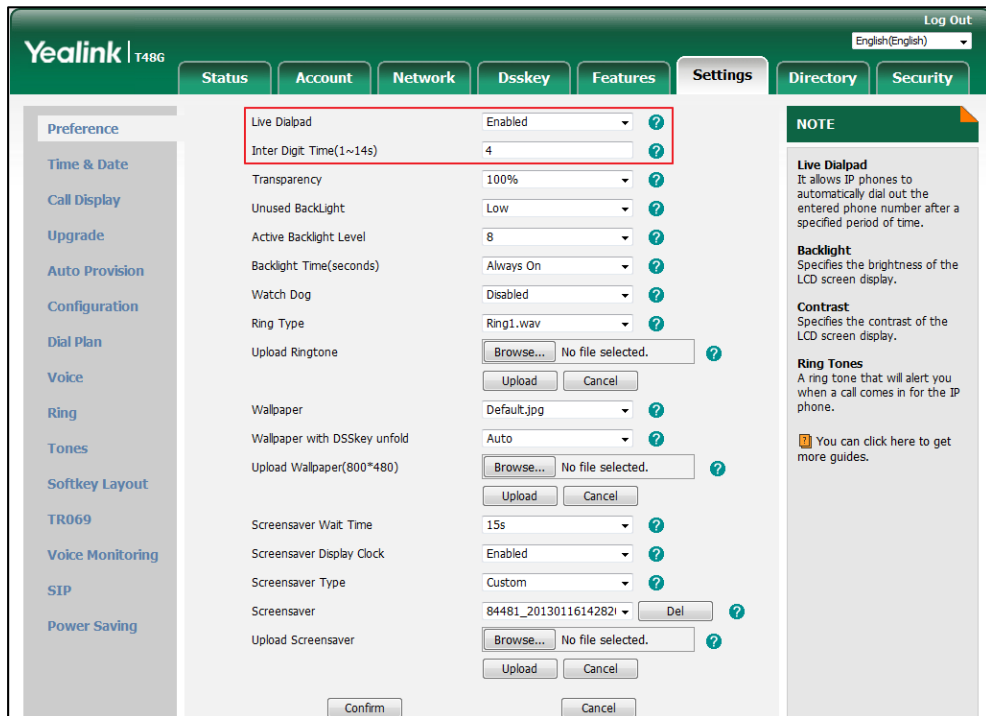 Log Out
Yealink | T48G
English(English)
Status Account Network Dsskey Features Settings Directory Security
Preference
Time & Date
Call Display
Upgrade
Auto Provision
Configuration
Dial Plan
Voice
Ring
Tones
Softkey Layout
TR069
Voice Monitoring
SIP
Power Saving
Live Dialpad Enabled ?
Inter Digit Time(1~14s) 4 ?
Transparency 100% ?
Unused BackLight Low ?
Active Backlight Level 8 ?
Backlight Time(seconds) Always On ?
Watch Dog Disabled ?
Ring Type Ring1.wav ?
Upload Ringtone Browse... No file selected. ?
Upload Cancel
Wallpaper Default.jpg ?
Wallpaper with DSSkey unfold Auto ?
Upload Wallpaper(800*480) Browse... No file selected. ?
Upload Cancel
Screensaver Wait Time 15s ?
Screensaver Display Clock Enabled ?
Screensaver Type Custom ?
Screensaver 84481_2013011614282 Del ?
Upload Screensaver Browse... No file selected. ?
Upload Cancel
Confirm Cancel
NOTE
Live Dialpad
It allows IP phones to
automatically dial out the
entered phone number after a
specified period of time.
Backlight
Specifies the brightness of the
LCD screen display.
Contrast
Specifies the contrast of the
LCD screen display.
Ring Tones
A ring tone that will alert you
when a call comes in for the IP
phone.
? You can click here to get
more guides.